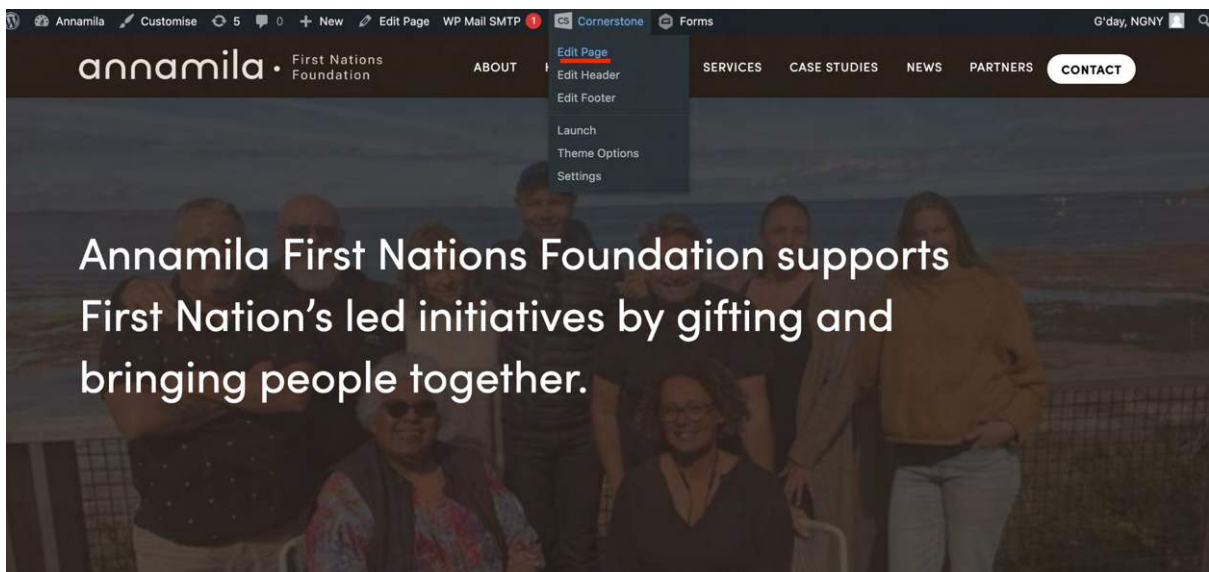 Annamila Customise 5 0 New Edit Page WP Mail SMTP 1 CS Cornerstone Forms G'day, NGNY
annamila · First Nations Foundation
ABOUT H SERVICES CASE STUDIES NEWS PARTNERS CONTACT
Edit Page
Edit Header
Edit Footer
Launch
Theme Options
Settings
Annamila First Nations Foundation supports
First Nation’s led initiatives by gifting and
bringing people together.